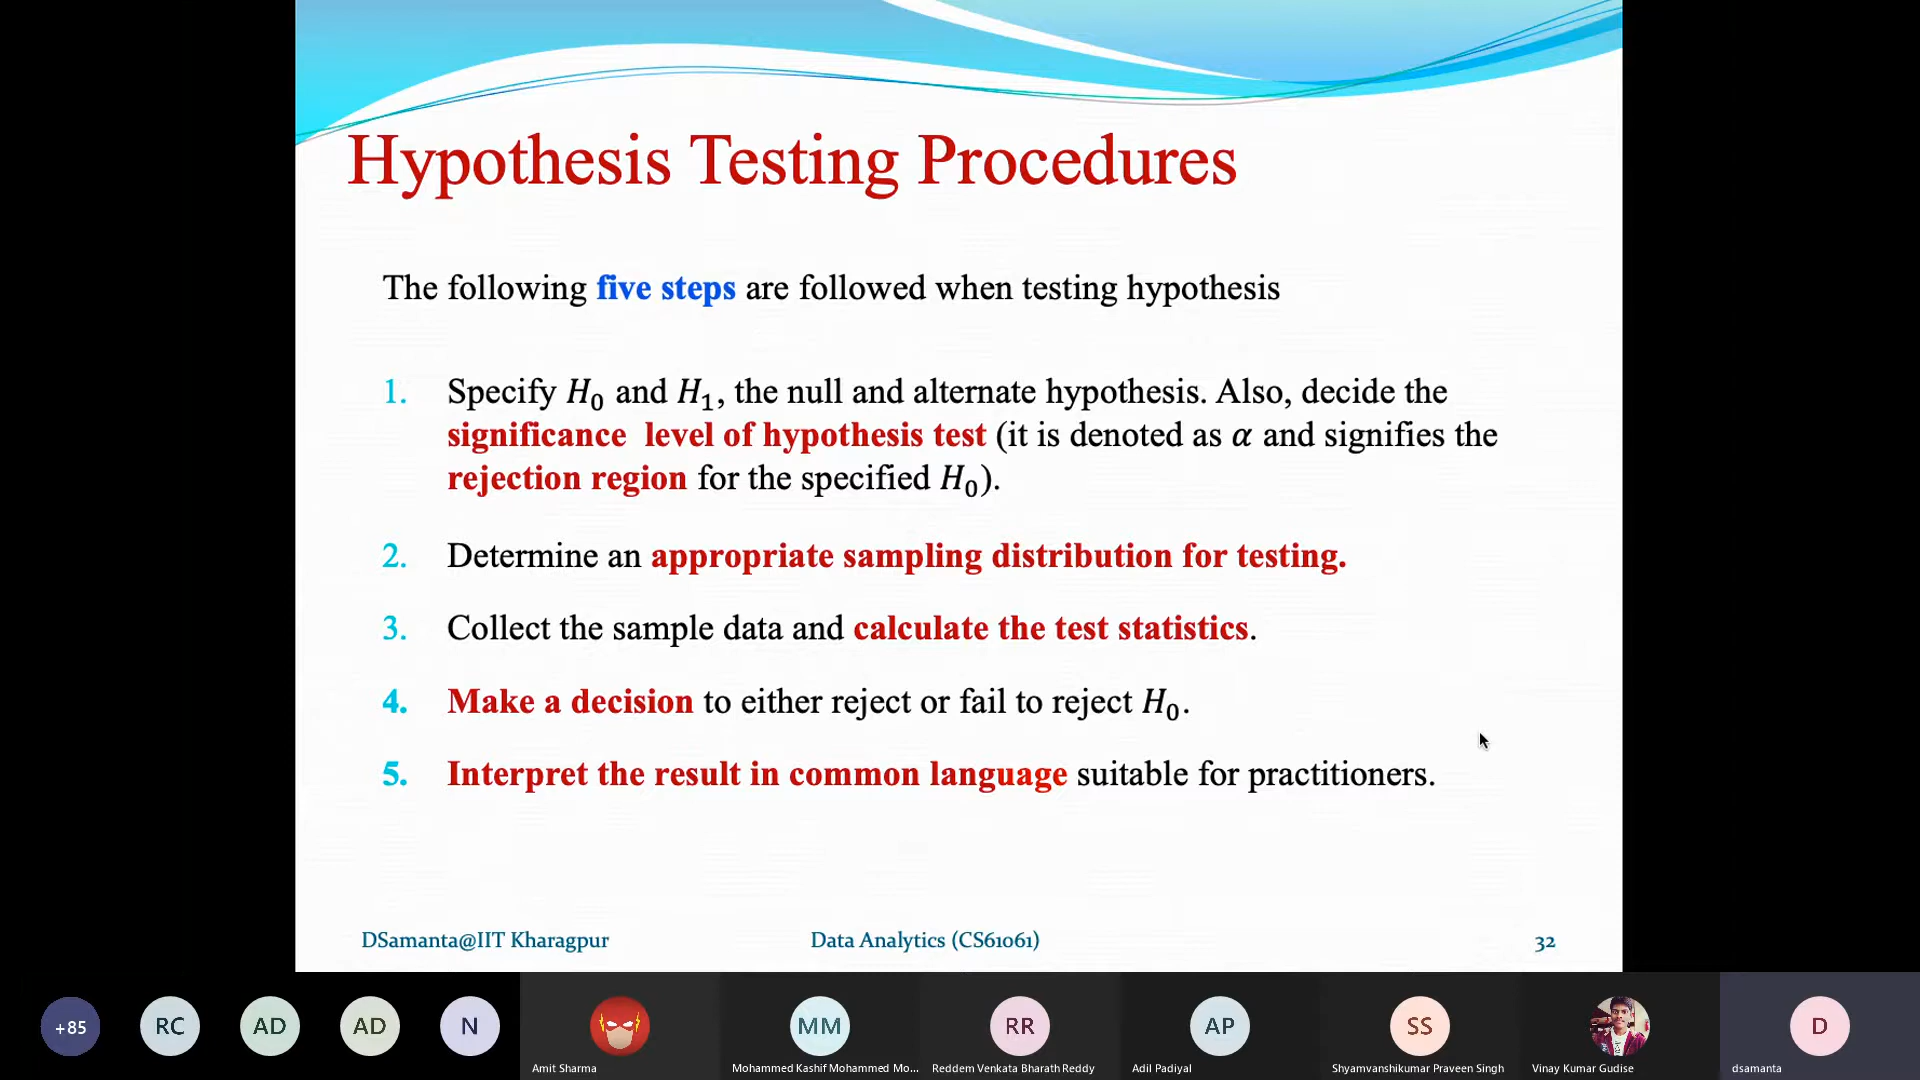 Hypothesis Testing Procedures
The following five steps are followed when testing hypothesis
1. Specify H₀ and H₁, the null and alternate hypothesis. Also, decide the
significance level of hypothesis test (it is denoted as α and signifies the
rejection region for the specified H₀).
2. Determine an appropriate sampling distribution for testing.
3. Collect the sample data and calculate the test statistics.
4. Make a decision to either reject or fail to reject H₀.
5. Interpret the result in common language suitable for practitioners.
DSamanta@IIT Kharagpur Data Analytics (CS61061) 32
+85 RC AD AD N MM RR AP SS D
Amit Sharma Mohammed Kashif Mohammed Mo... Reddem Venkata Bharath Reddy Adil Padiyal Shyamvanshikumar Praveen Singh Vinay Kumar Gudise dsamanta